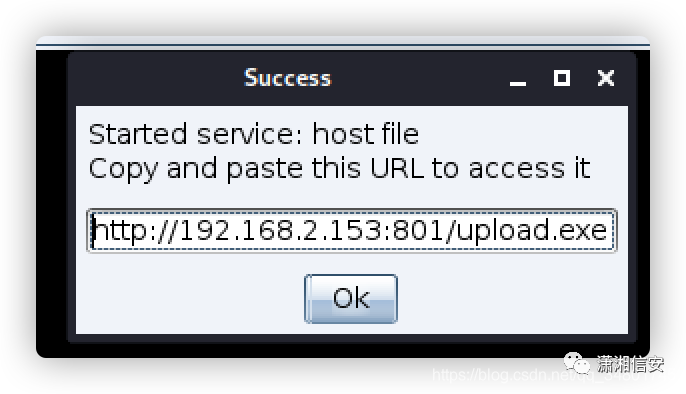 Success
Started service: host file
Copy and paste this URL to access it
http://192.168.2.153:801/upload.exe
Ok
潇湘信安